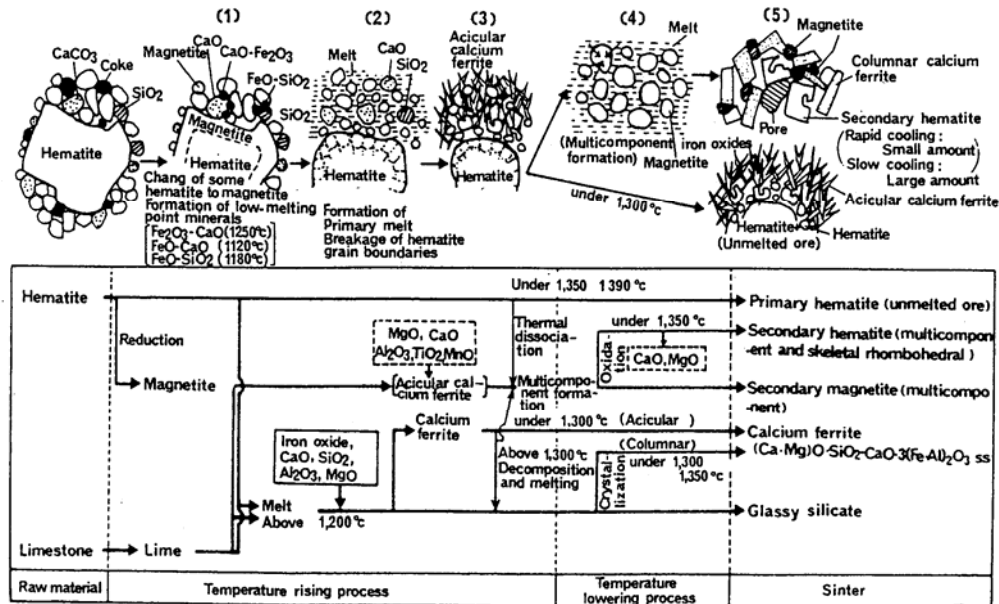 (1)
(2)
(3)
(4)
(5)
CaCO3
Coke
SiO2
Hematite
Magnetite
CaO
CaO-Fe2O3
FeO-SiO2
SiO2
Magnetite
Hematite
Chang of some
hematite to magnetite
Formation of low-melting
point minerals
Fe2O3-CaO(1250℃)
FeO-CaO (1120℃)
FeO-SiO2 (1180℃)
Melt
CaO
SiO2
Hematite
Formation of
Primary melt
Breakage of hematite
grain boundaries
Acicular
calcium
ferrite
Hematite
Melt
(Multicomponent iron oxides
formation) Magnetite
under 1,300℃
Magnetite
Columnar calcium
ferrite
Pore
Secondary hematite
(Rapid cooling:
Small amount
Slow cooling:
Large amount)
Acicular calcium ferrite
Hematite
(Unmelted ore)
Hematite
Hematite
Under 1,350 1390℃
Primary hematite (unmelted ore)
Reduction
Magnetite
MgO, CaO
Al2O3,TiO2,MnO
Acicular cal-
cium ferrite
Thermal
dissocia-
tion
Multicompon-
ent forma-
tion
Oxida-
tion
under 1,350℃
CaO,MgO
Secondary hematite (multicompon
-ent and skeletal rhombohedral)
Secondary magnetite (multicompo
-nent)
Calcium
ferrite
under 1,300℃ (Acicular)
Calcium ferrite
Iron oxide,
CaO, SiO2,
Al2O3, MgO
Above 1,300℃
Decomposition
and melting
Crystal-
lization
(Columnar)
under 1,300
1,350℃
(Ca·Mg)O·SiO2-CaO·3(Fe·Al)2O3 ss
Melt
Above
1,200℃
Glassy silicate
Limestone
Lime
Raw material
Temperature rising process
Temperature
lowering process
Sinter